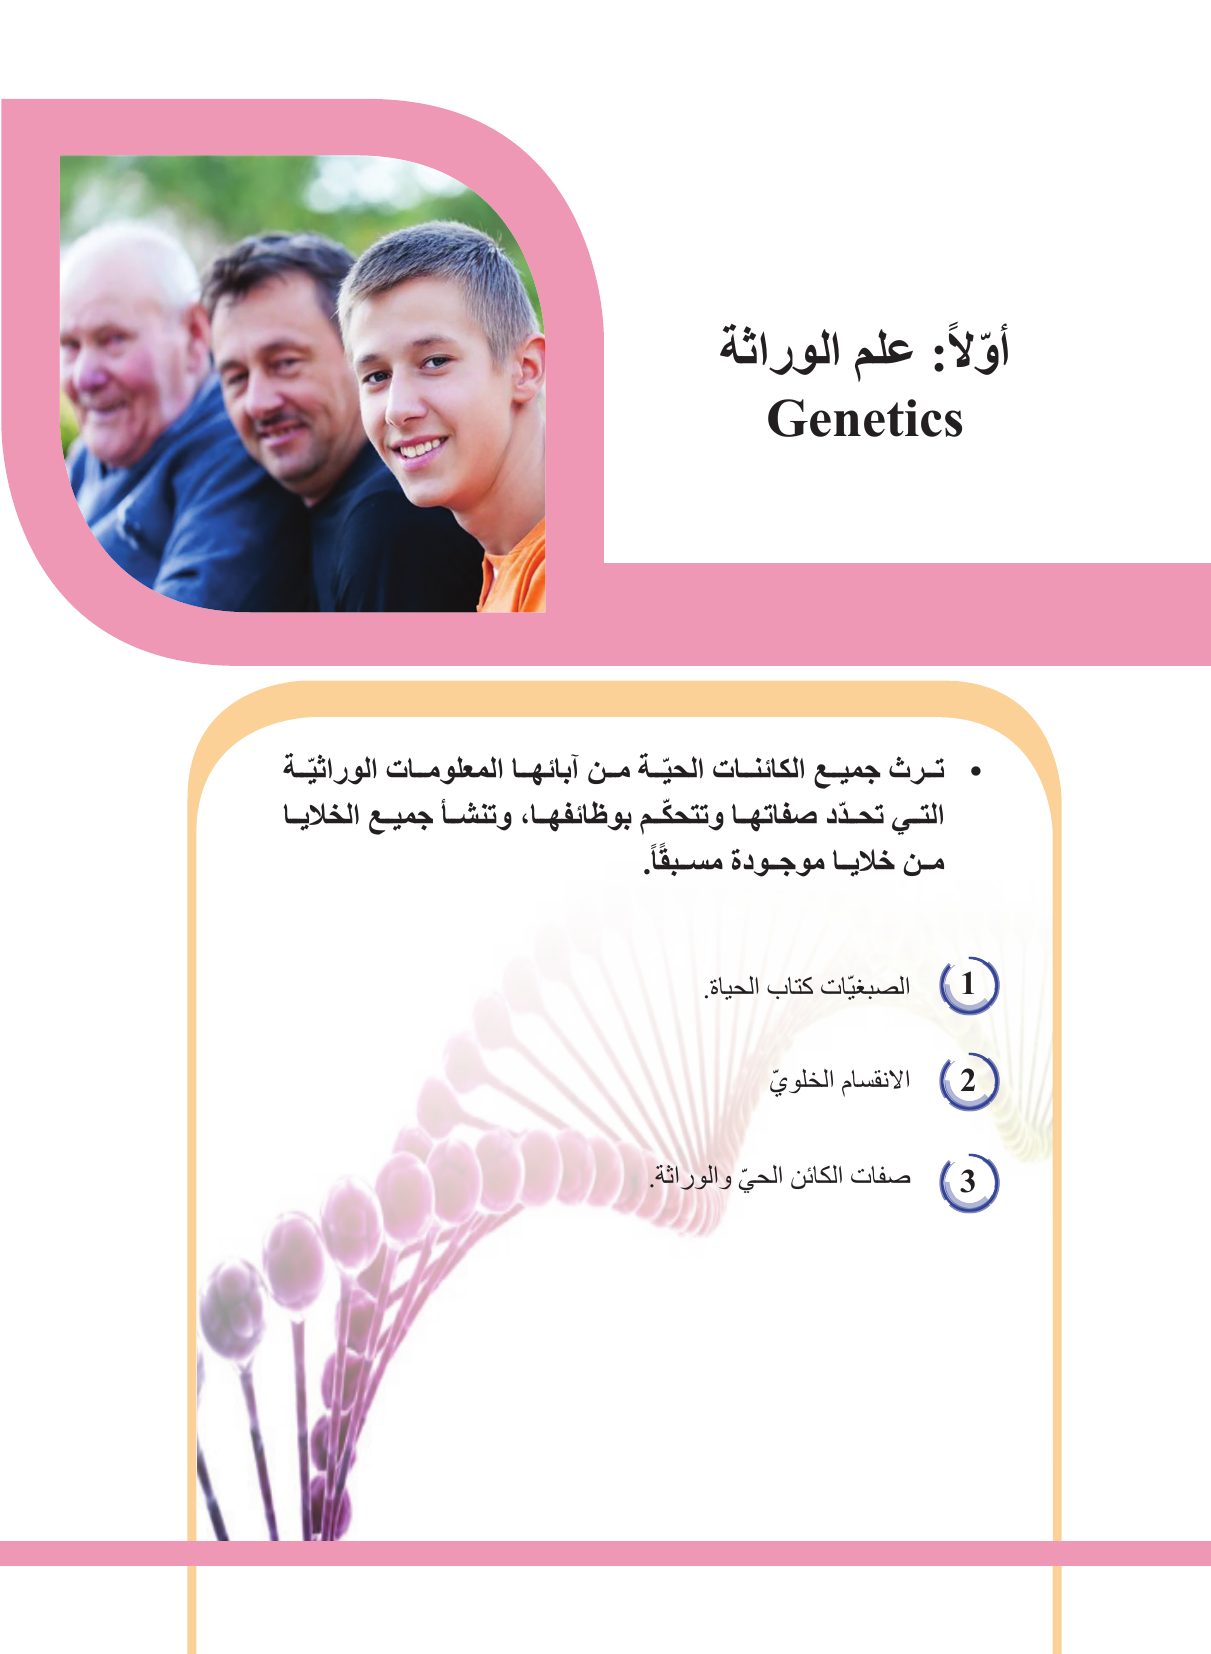 أوّلاً: علم الوراثة
Genetics
• تـرث جميـع الكائنـات الحيّـة مـن آبائهـا المعلومـات الوراثيّـة
التـي تحـدّد صفاتهـا وتتحكّـم بوظائفهـا، وتنشـأ جميـع الخلايـا
مـن خلايـا موجـودة مسـبقًاً.
1 الصبغيّات كتاب الحياة.
2 الانقسام الخلويّ
3 صفات الكائن الحيّ والوراثة.